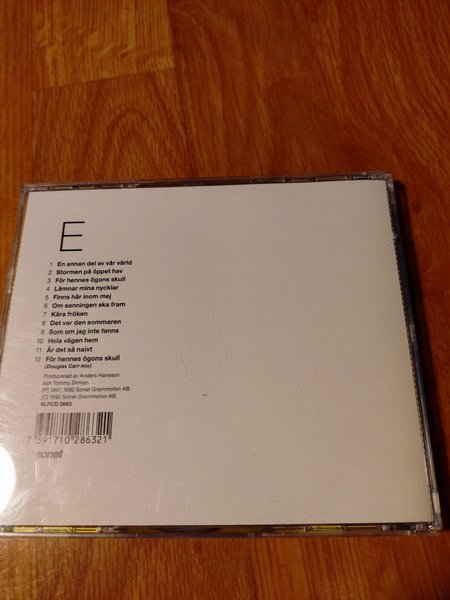 E
1 En annan del av vår värld
2 Stormen på öppet hav
3 För hennes ögons skull
4 Lämnar mina nycklar
5 Finns här inom mej
6 Om sanningen ska fram
7 Kära fröken
8 Det var den sommaren
9 Som om jag inte fanns
10 Hela vägen hem
11 Är det så naivt
12 För hennes ögons skull
(Douglas Carr mix)
Producerad av Anders Hansson
och Tommy Ekman.
[P] 1991, 1992 Sonet Grammofon AB.
[C] 1992 Sonet Grammofon AB.
SLPCD 2863
7 391710 286321
sonet